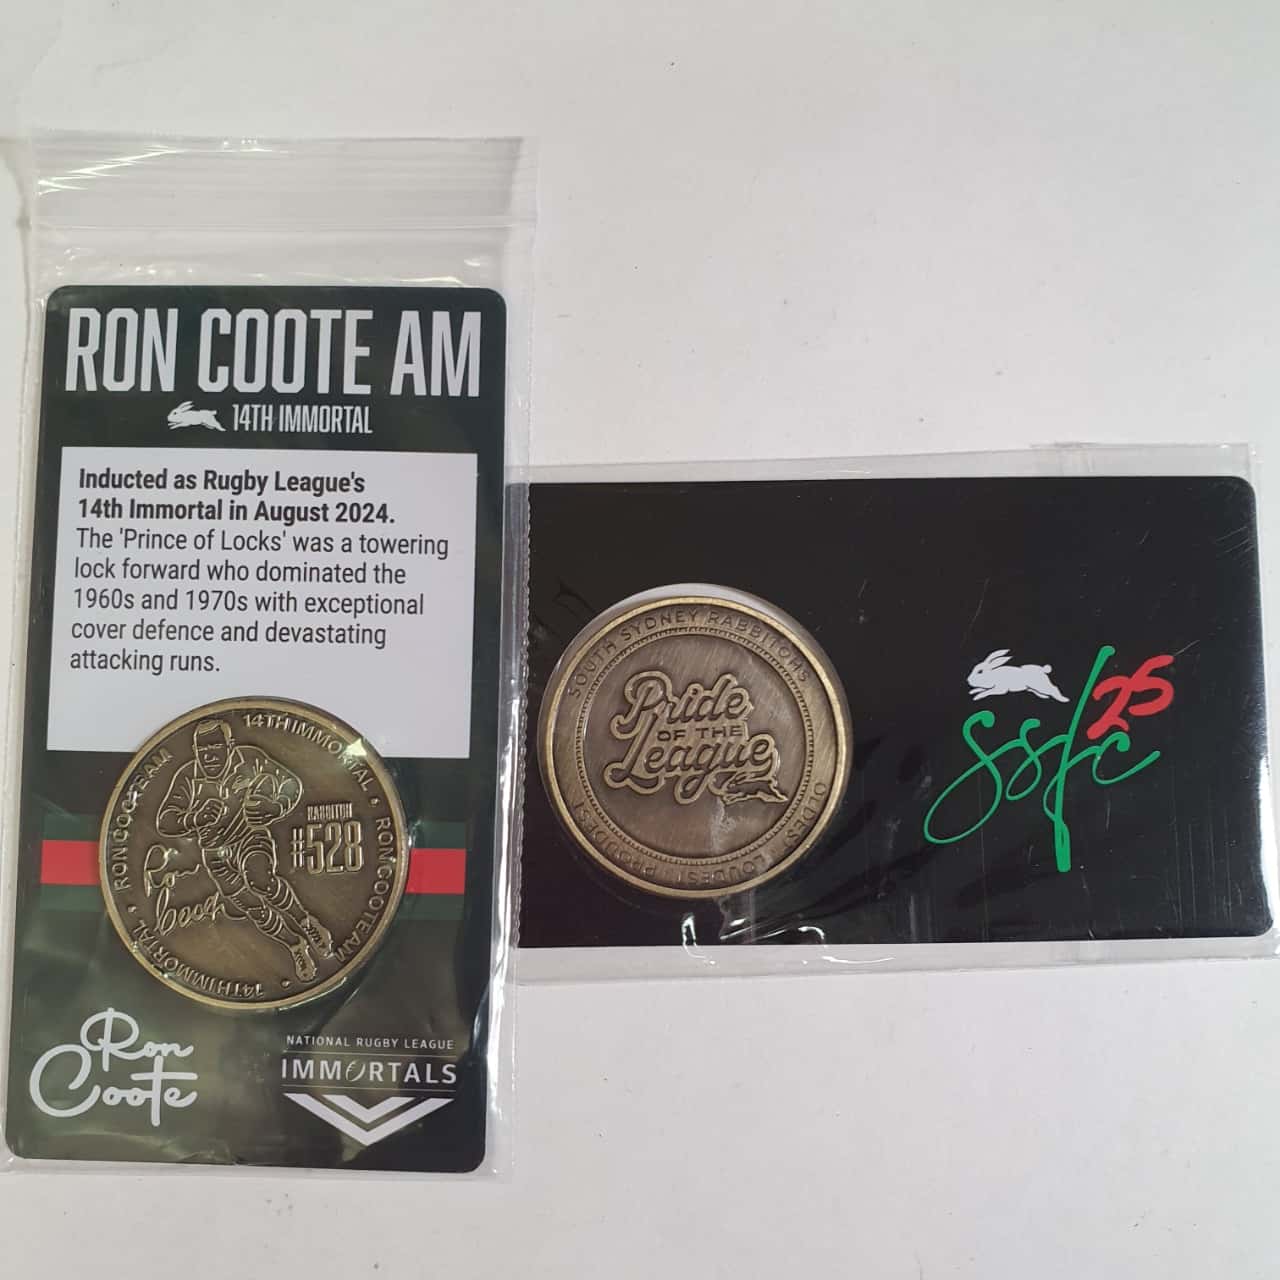 RON COOTE AM
14TH IMMORTAL
Inducted as Rugby League's
14th Immortal in August 2024.
The 'Prince of Locks' was a towering
lock forward who dominated the
1960s and 1970s with exceptional
cover defence and devastating
attacking runs.
14TH IMMORTAL • RON COOTE AM • 14TH IMMORTAL • RON COOTE AM
RABBITOH
#528
Ron
Coote
Ron
Coote
NATIONAL RUGBY LEAGUE
IMMORTALS
SOUTH SYDNEY RABBITOHS
Pride
OF THE
League
OLDEST LOUDEST PROUDEST
25
ssfc